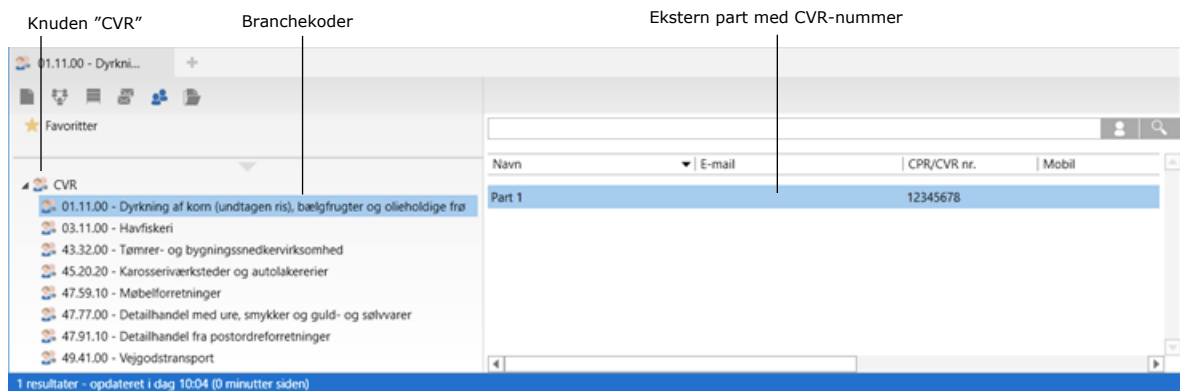 Knuden ”CVR”
Branchekoder
Ekstern part med CVR-nummer
01.11.00 - Dyrkni...
+
Favoritter
Navn
E-mail
CPR/CVR nr.
Mobil
CVR
01.11.00 - Dyrkning af korn (undtagen ris), bælgfrugter og olieholdige frø
Part 1
12345678
03.11.00 - Havfiskeri
43.32.00 - Tømrer- og bygningssnedkervirksomhed
45.20.20 - Karosseriværksteder og autolakererier
47.59.10 - Møbelforretninger
47.77.00 - Detailhandel med ure, smykker og guld- og sølvvarer
47.91.10 - Detailhandel fra postordreforretninger
49.41.00 - Vejgodstransport
1 resultater - opdateret i dag 10:04 (0 minutter siden)